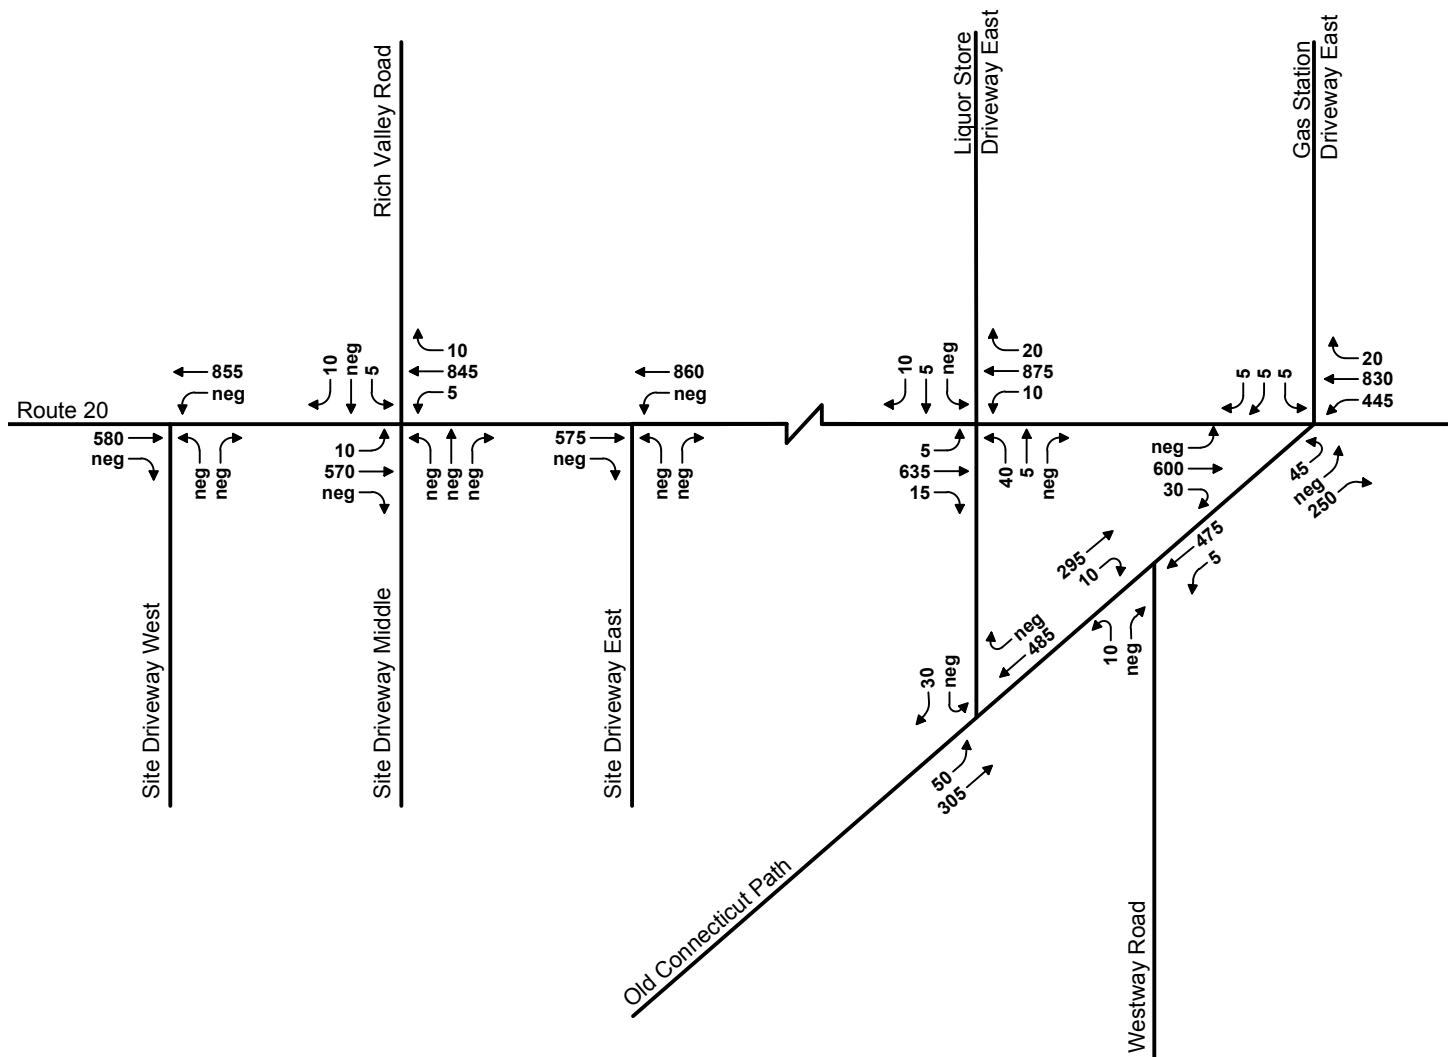 Rich Valley Road
Liquor Store
Driveway East
Gas Station
Driveway East
10
neg
5
10
845
5
855
neg
860
neg
10
5
neg
20
875
10
5
5
5
20
830
445
Route 20
580
neg
neg
neg
10
570
neg
neg
neg
neg
575
neg
neg
neg
5
635
15
40
5
neg
neg
600
30
45
neg
250
295
10
475
5
neg
485
10
neg
30
neg
50
305
Site Driveway West
Site Driveway Middle
Site Driveway East
Old Connecticut Path
Westway Road